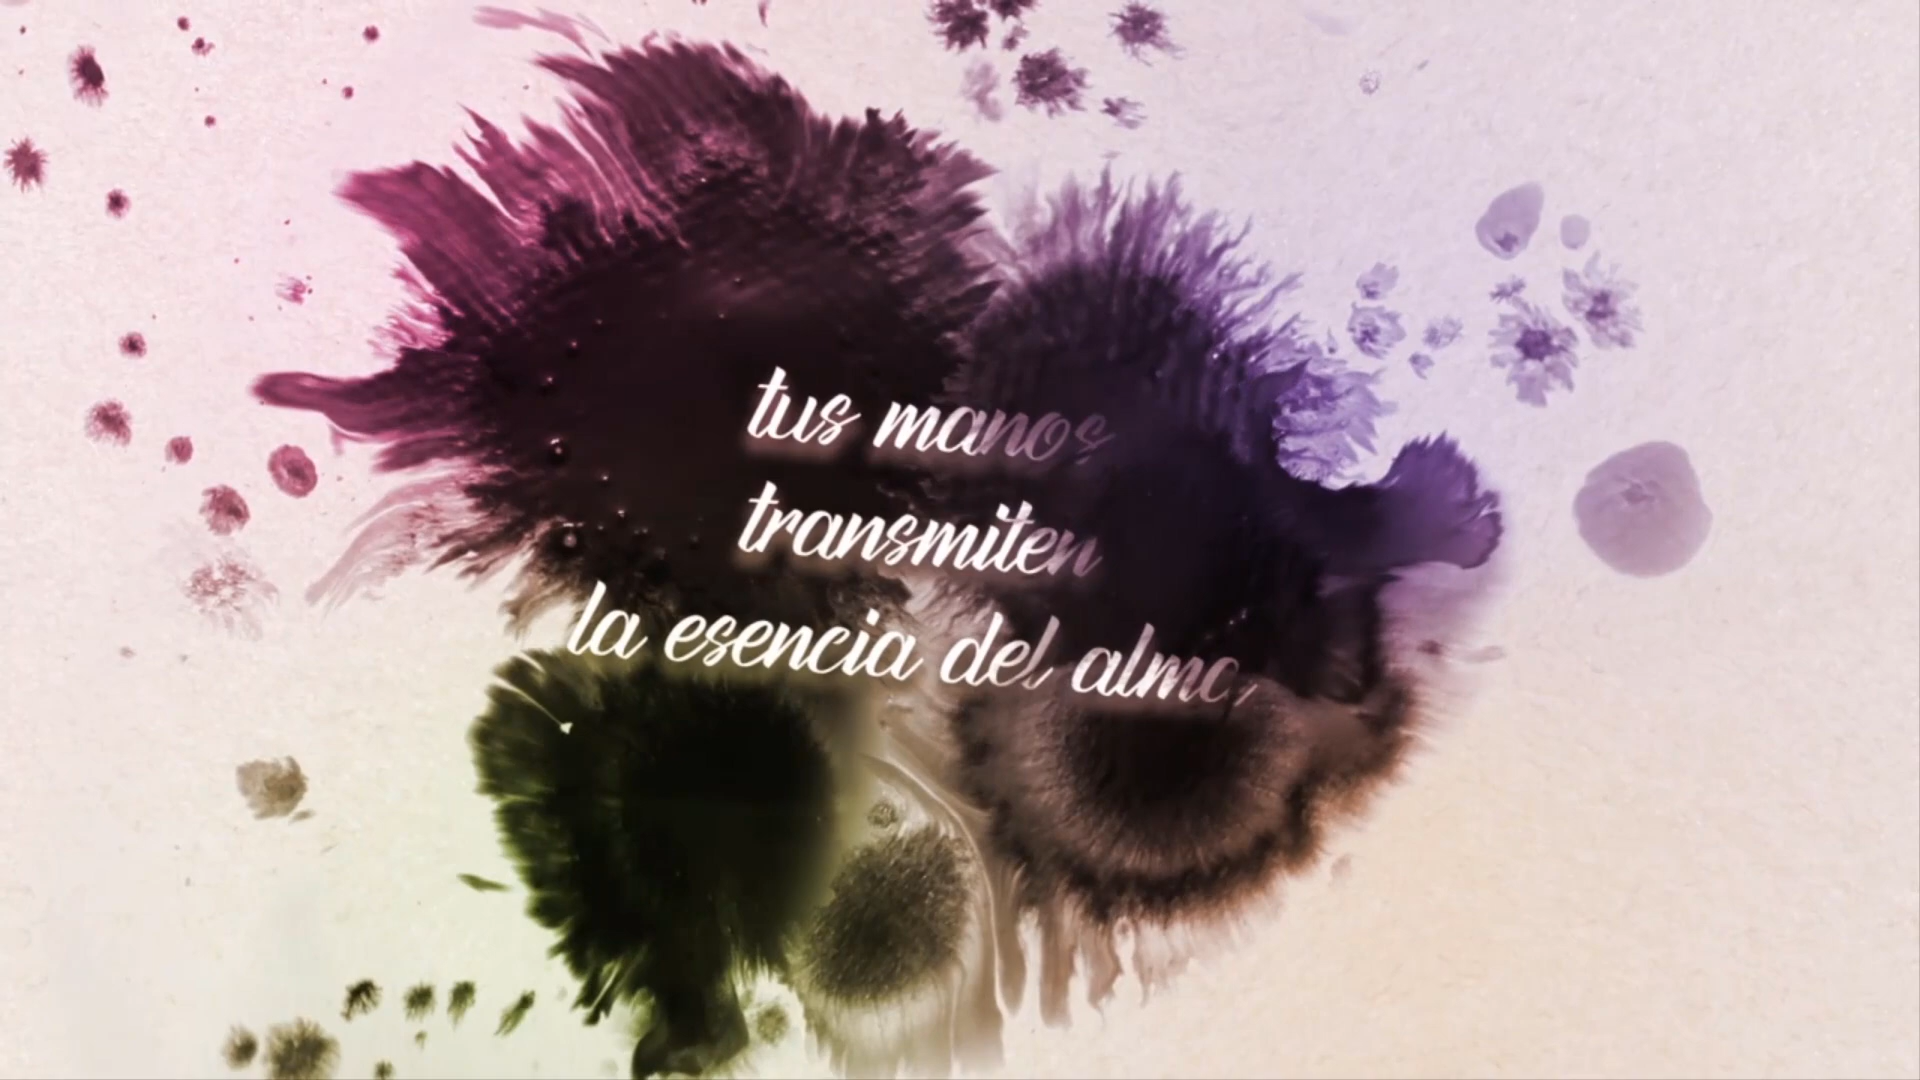 tus manos
transmiten
la esencia del alma,